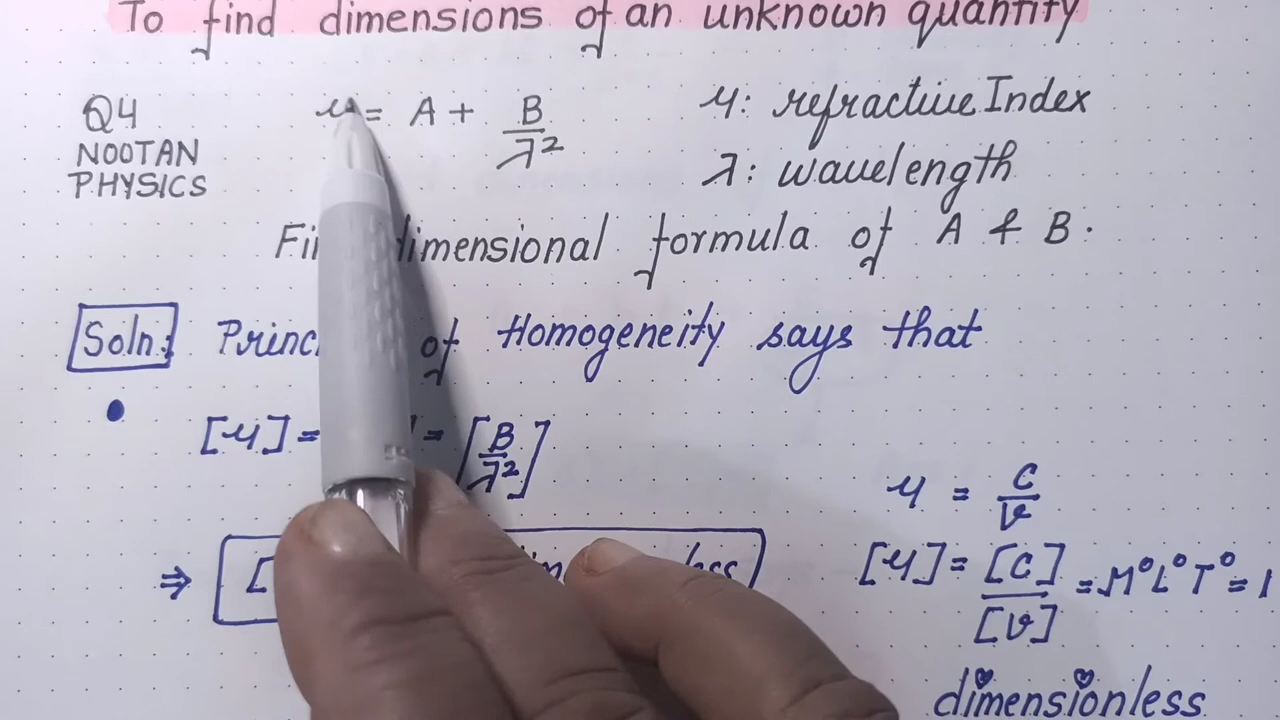 To find dimensions of an unknown quantity
Q4
NOOTAN
PHYSICS
μ = A + B/λ²
μ: refractive Index
λ: wavelength
dimensional formula of A & B.
Soln: of Homogeneity says that
[μ] = = [B/λ²]
⇒ [
μ = c/v
[μ] = [c]/[v] = M⁰L⁰T⁰ = 1
dimensionless